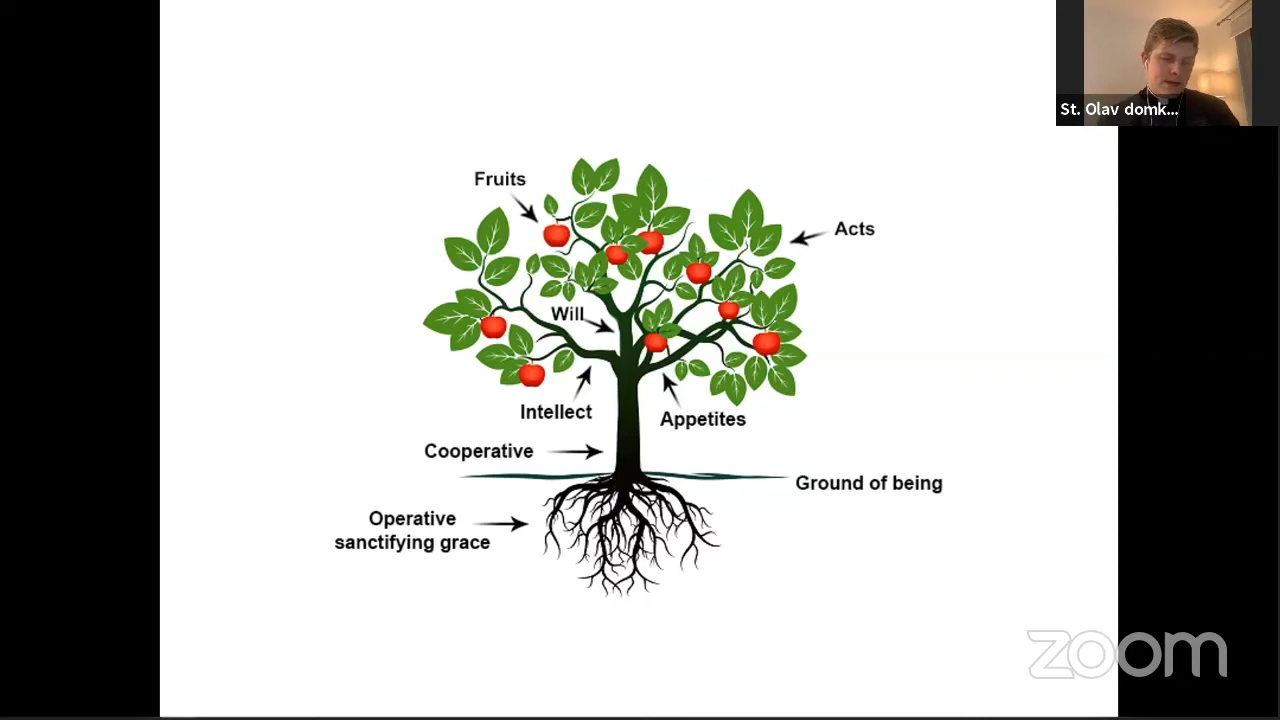 St. Olav domk...
Fruits
Acts
Will
Intellect
Appetites
Cooperative
Ground of being
Operative
sanctifying grace
zoom